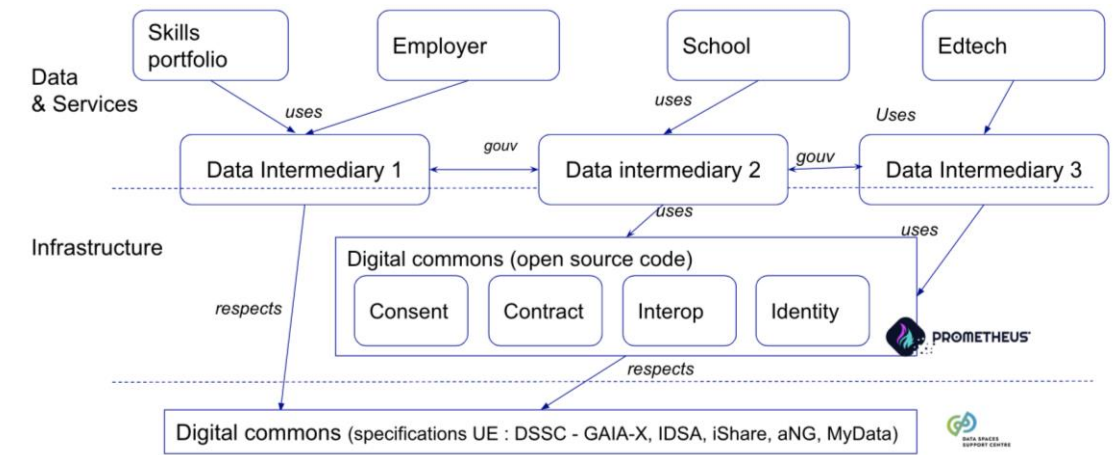 Skills
portfolio
Employer
School
Edtech
Data
& Services
uses
uses
Uses
Data Intermediary 1
gouv
Data intermediary 2
gouv
Data Intermediary 3
uses
uses
Infrastructure
Digital commons (open source code)
Consent
Contract
Interop
Identity
respects
PROMETHEUS
respects
Digital commons (specifications UE : DSSC - GAIA-X, IDSA, iShare, aNG, MyData)
DATA SPACES
SUPPORT CENTRE